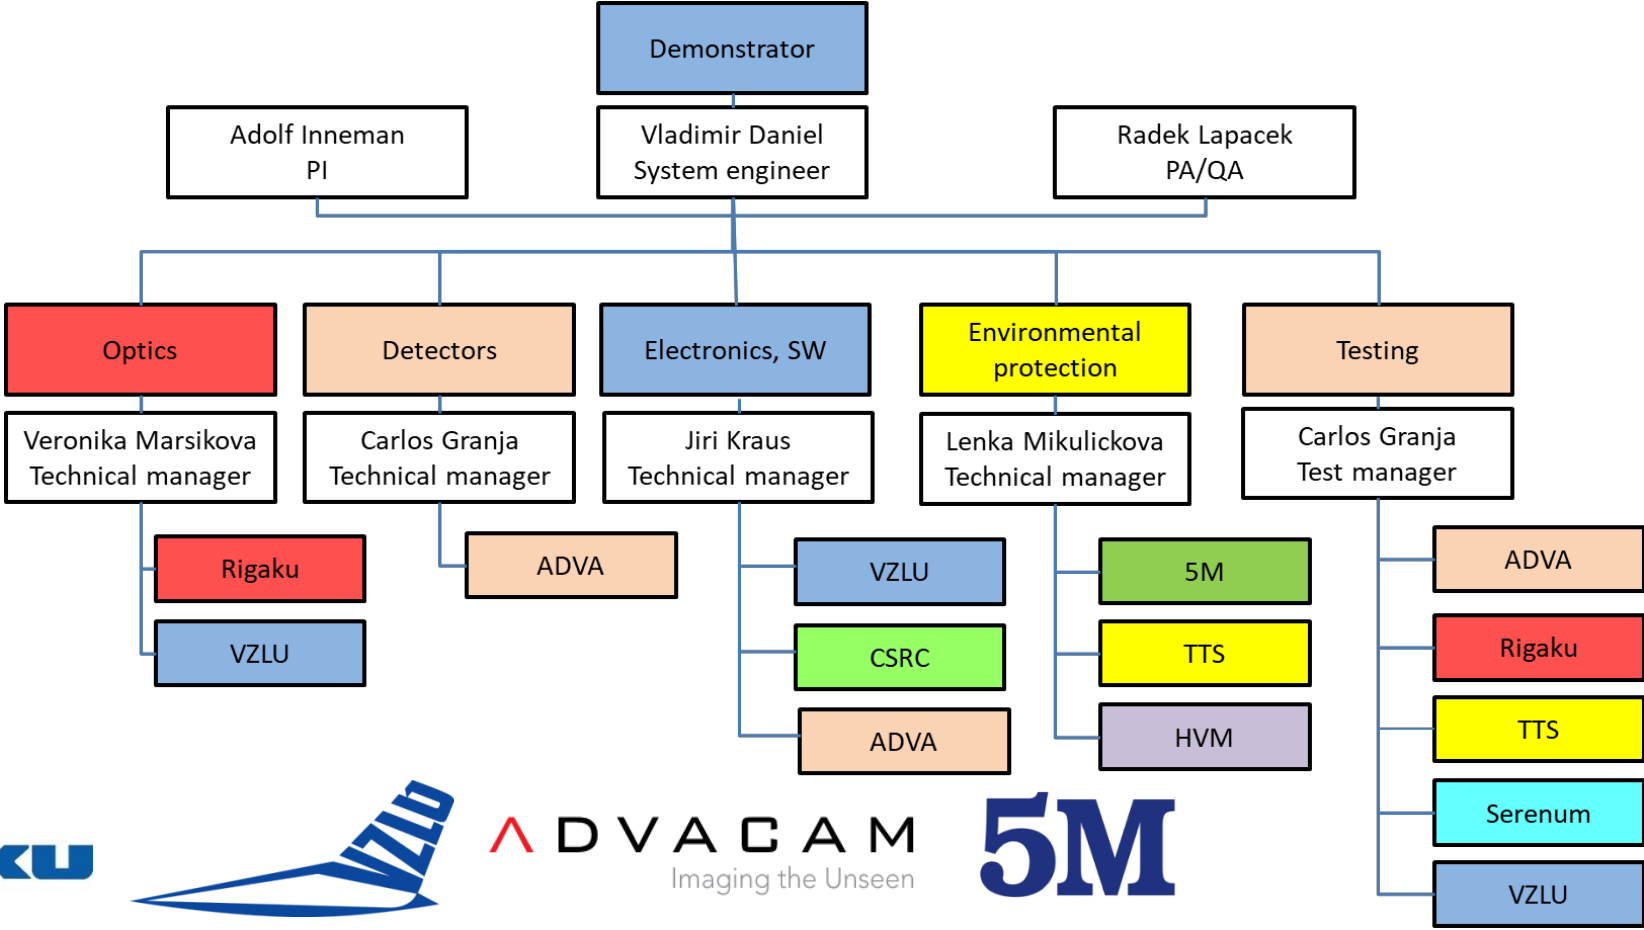 Demonstrator
Adolf Inneman
PI
Vladimir Daniel
System engineer
Radek Lapacek
PA/QA
Optics
Detectors
Electronics, SW
Environmental
protection
Testing
Veronika Marsikova
Technical manager
Carlos Granja
Technical manager
Jiri Kraus
Technical manager
Lenka Mikulickova
Technical manager
Carlos Granja
Test manager
Rigaku
VZLU
ADVA
VZLU
CSRC
ADVA
5M
TTS
HVM
ADVA
Rigaku
TTS
Serenum
VZLU
KU
VZLU
ADVACAM
Imaging the Unseen
5M